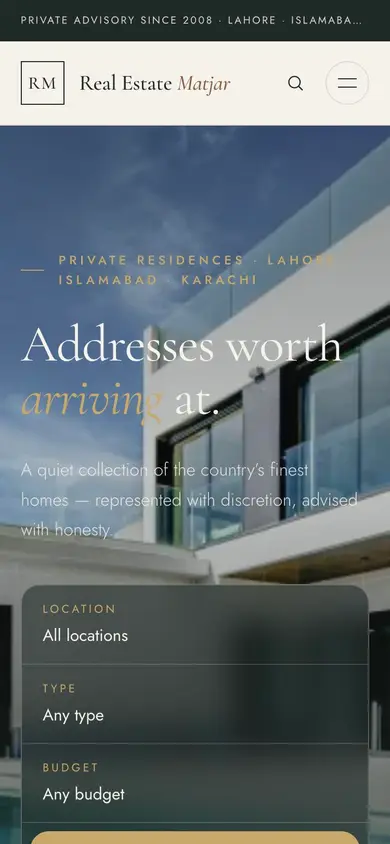 PRIVATE ADVISORY SINCE 2008 · LAHORE · ISLAMABA...
RM
Real Estate Matjar
PRIVATE RESIDENCES · LAHORE
ISLAMABAD · KARACHI
Addresses worth
arriving at.
A quiet collection of the country’s finest
homes — represented with discretion, advised
with honesty.
LOCATION
All locations
TYPE
Any type
BUDGET
Any budget